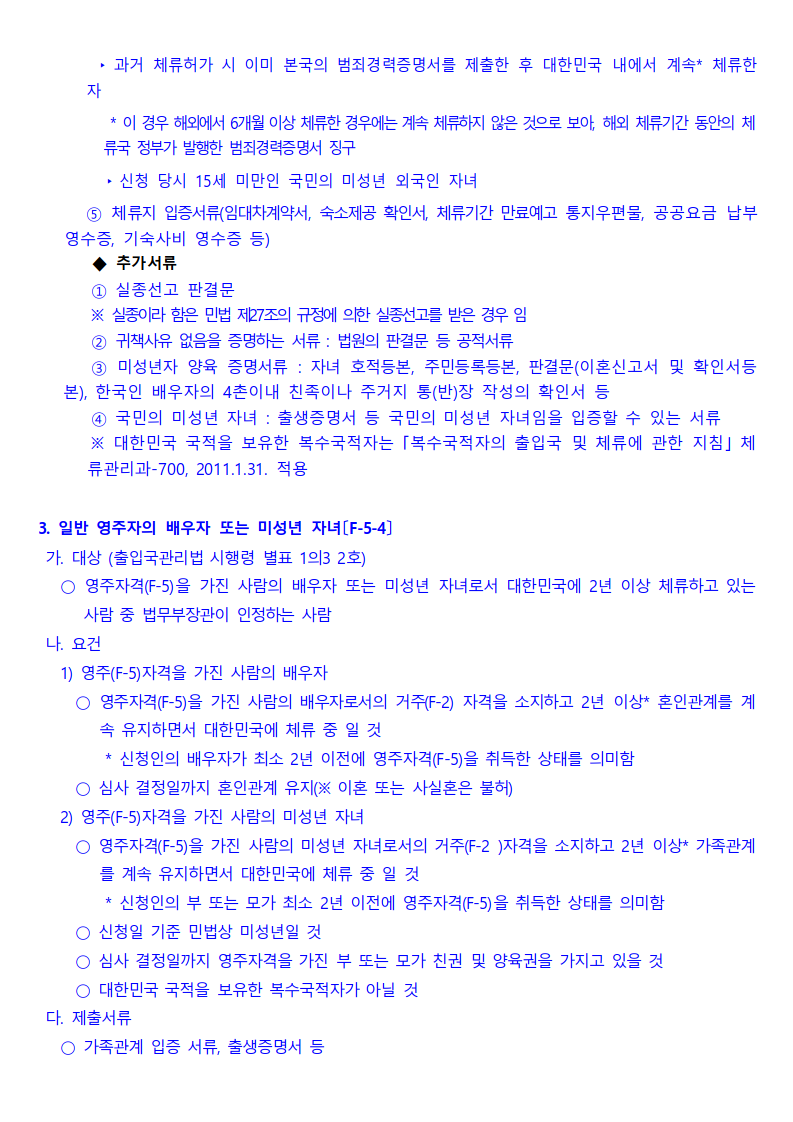 ‣ 과거 체류허가 시 이미 본국의 범죄경력증명서를 제출한 후 대한민국 내에서 계속* 체류한
자
* 이 경우 해외에서 6개월 이상 체류한 경우에는 계속 체류하지 않은 것으로 보아, 해외 체류기간 동안의 체
류국 정부가 발행한 범죄경력증명서 징구
‣ 신청 당시 15세 미만인 국민의 미성년 외국인 자녀
⑤ 체류지 입증서류(임대차계약서, 숙소제공 확인서, 체류기간 만료예고 통지우편물, 공공요금 납부
영수증, 기숙사비 영수증 등)
◆ 추가서류
① 실종선고 판결문
※ 실종이라 함은 민법 제27조의 규정에 의한 실종선고를 받은 경우 임
② 귀책사유 없음을 증명하는 서류 : 법원의 판결문 등 공적서류
③ 미성년자 양육 증명서류 : 자녀 호적등본, 주민등록등본, 판결문(이혼신고서 및 확인서등
본), 한국인 배우자의 4촌이내 친족이나 주거지 통(반)장 작성의 확인서 등
④ 국민의 미성년 자녀 : 출생증명서 등 국민의 미성년 자녀임을 입증할 수 있는 서류
※ 대한민국 국적을 보유한 복수국적자는 「복수국적자의 출입국 및 체류에 관한 지침」 체
류관리과-700, 2011.1.31. 적용
3. 일반 영주자의 배우자 또는 미성년 자녀〔F-5-4〕
가. 대상 (출입국관리법 시행령 별표 1의3 2호)
○ 영주자격(F-5)을 가진 사람의 배우자 또는 미성년 자녀로서 대한민국에 2년 이상 체류하고 있는
사람 중 법무부장관이 인정하는 사람
나. 요건
1) 영주(F-5)자격을 가진 사람의 배우자
○ 영주자격(F-5)을 가진 사람의 배우자로서의 거주(F-2) 자격을 소지하고 2년 이상* 혼인관계를 계
속 유지하면서 대한민국에 체류 중 일 것
* 신청인의 배우자가 최소 2년 이전에 영주자격(F-5)을 취득한 상태를 의미함
○ 심사 결정일까지 혼인관계 유지(※ 이혼 또는 사실혼은 불허)
2) 영주(F-5)자격을 가진 사람의 미성년 자녀
○ 영주자격(F-5)을 가진 사람의 미성년 자녀로서의 거주(F-2 )자격을 소지하고 2년 이상* 가족관계
를 계속 유지하면서 대한민국에 체류 중 일 것
* 신청인의 부 또는 모가 최소 2년 이전에 영주자격(F-5)을 취득한 상태를 의미함
○ 신청일 기준 민법상 미성년일 것
○ 심사 결정일까지 영주자격을 가진 부 또는 모가 친권 및 양육권을 가지고 있을 것
○ 대한민국 국적을 보유한 복수국적자가 아닐 것
다. 제출서류
○ 가족관계 입증 서류, 출생증명서 등